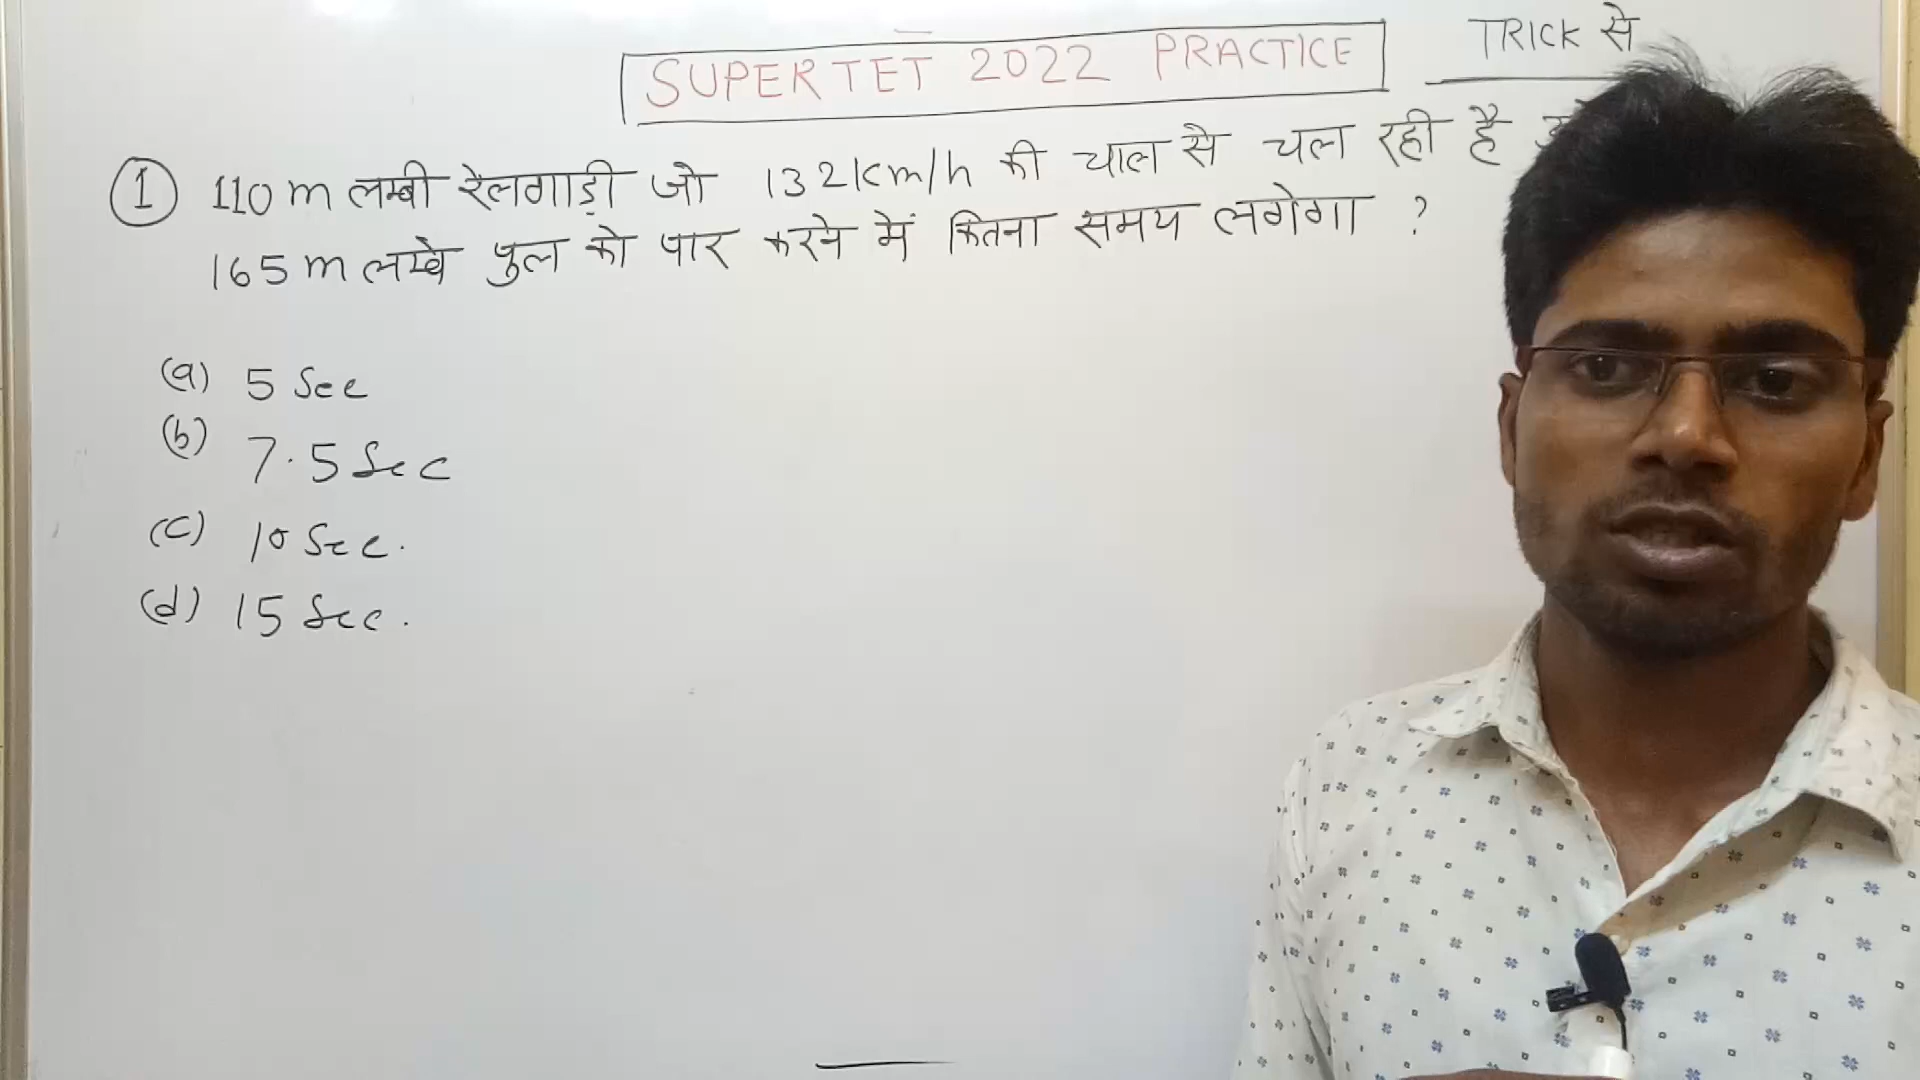 SUPERTET 2022 PRACTICE
TRICK से
① 110 m लम्बी रेलगाड़ी जो 132 km/h की चाल से चल रही है
165 m लम्बे पुल को पार करने में कितना समय लगेगा ?
(a) 5 Sec
(b) 7.5 Sec
(c) 10 Sec.
(d) 15 Sec.